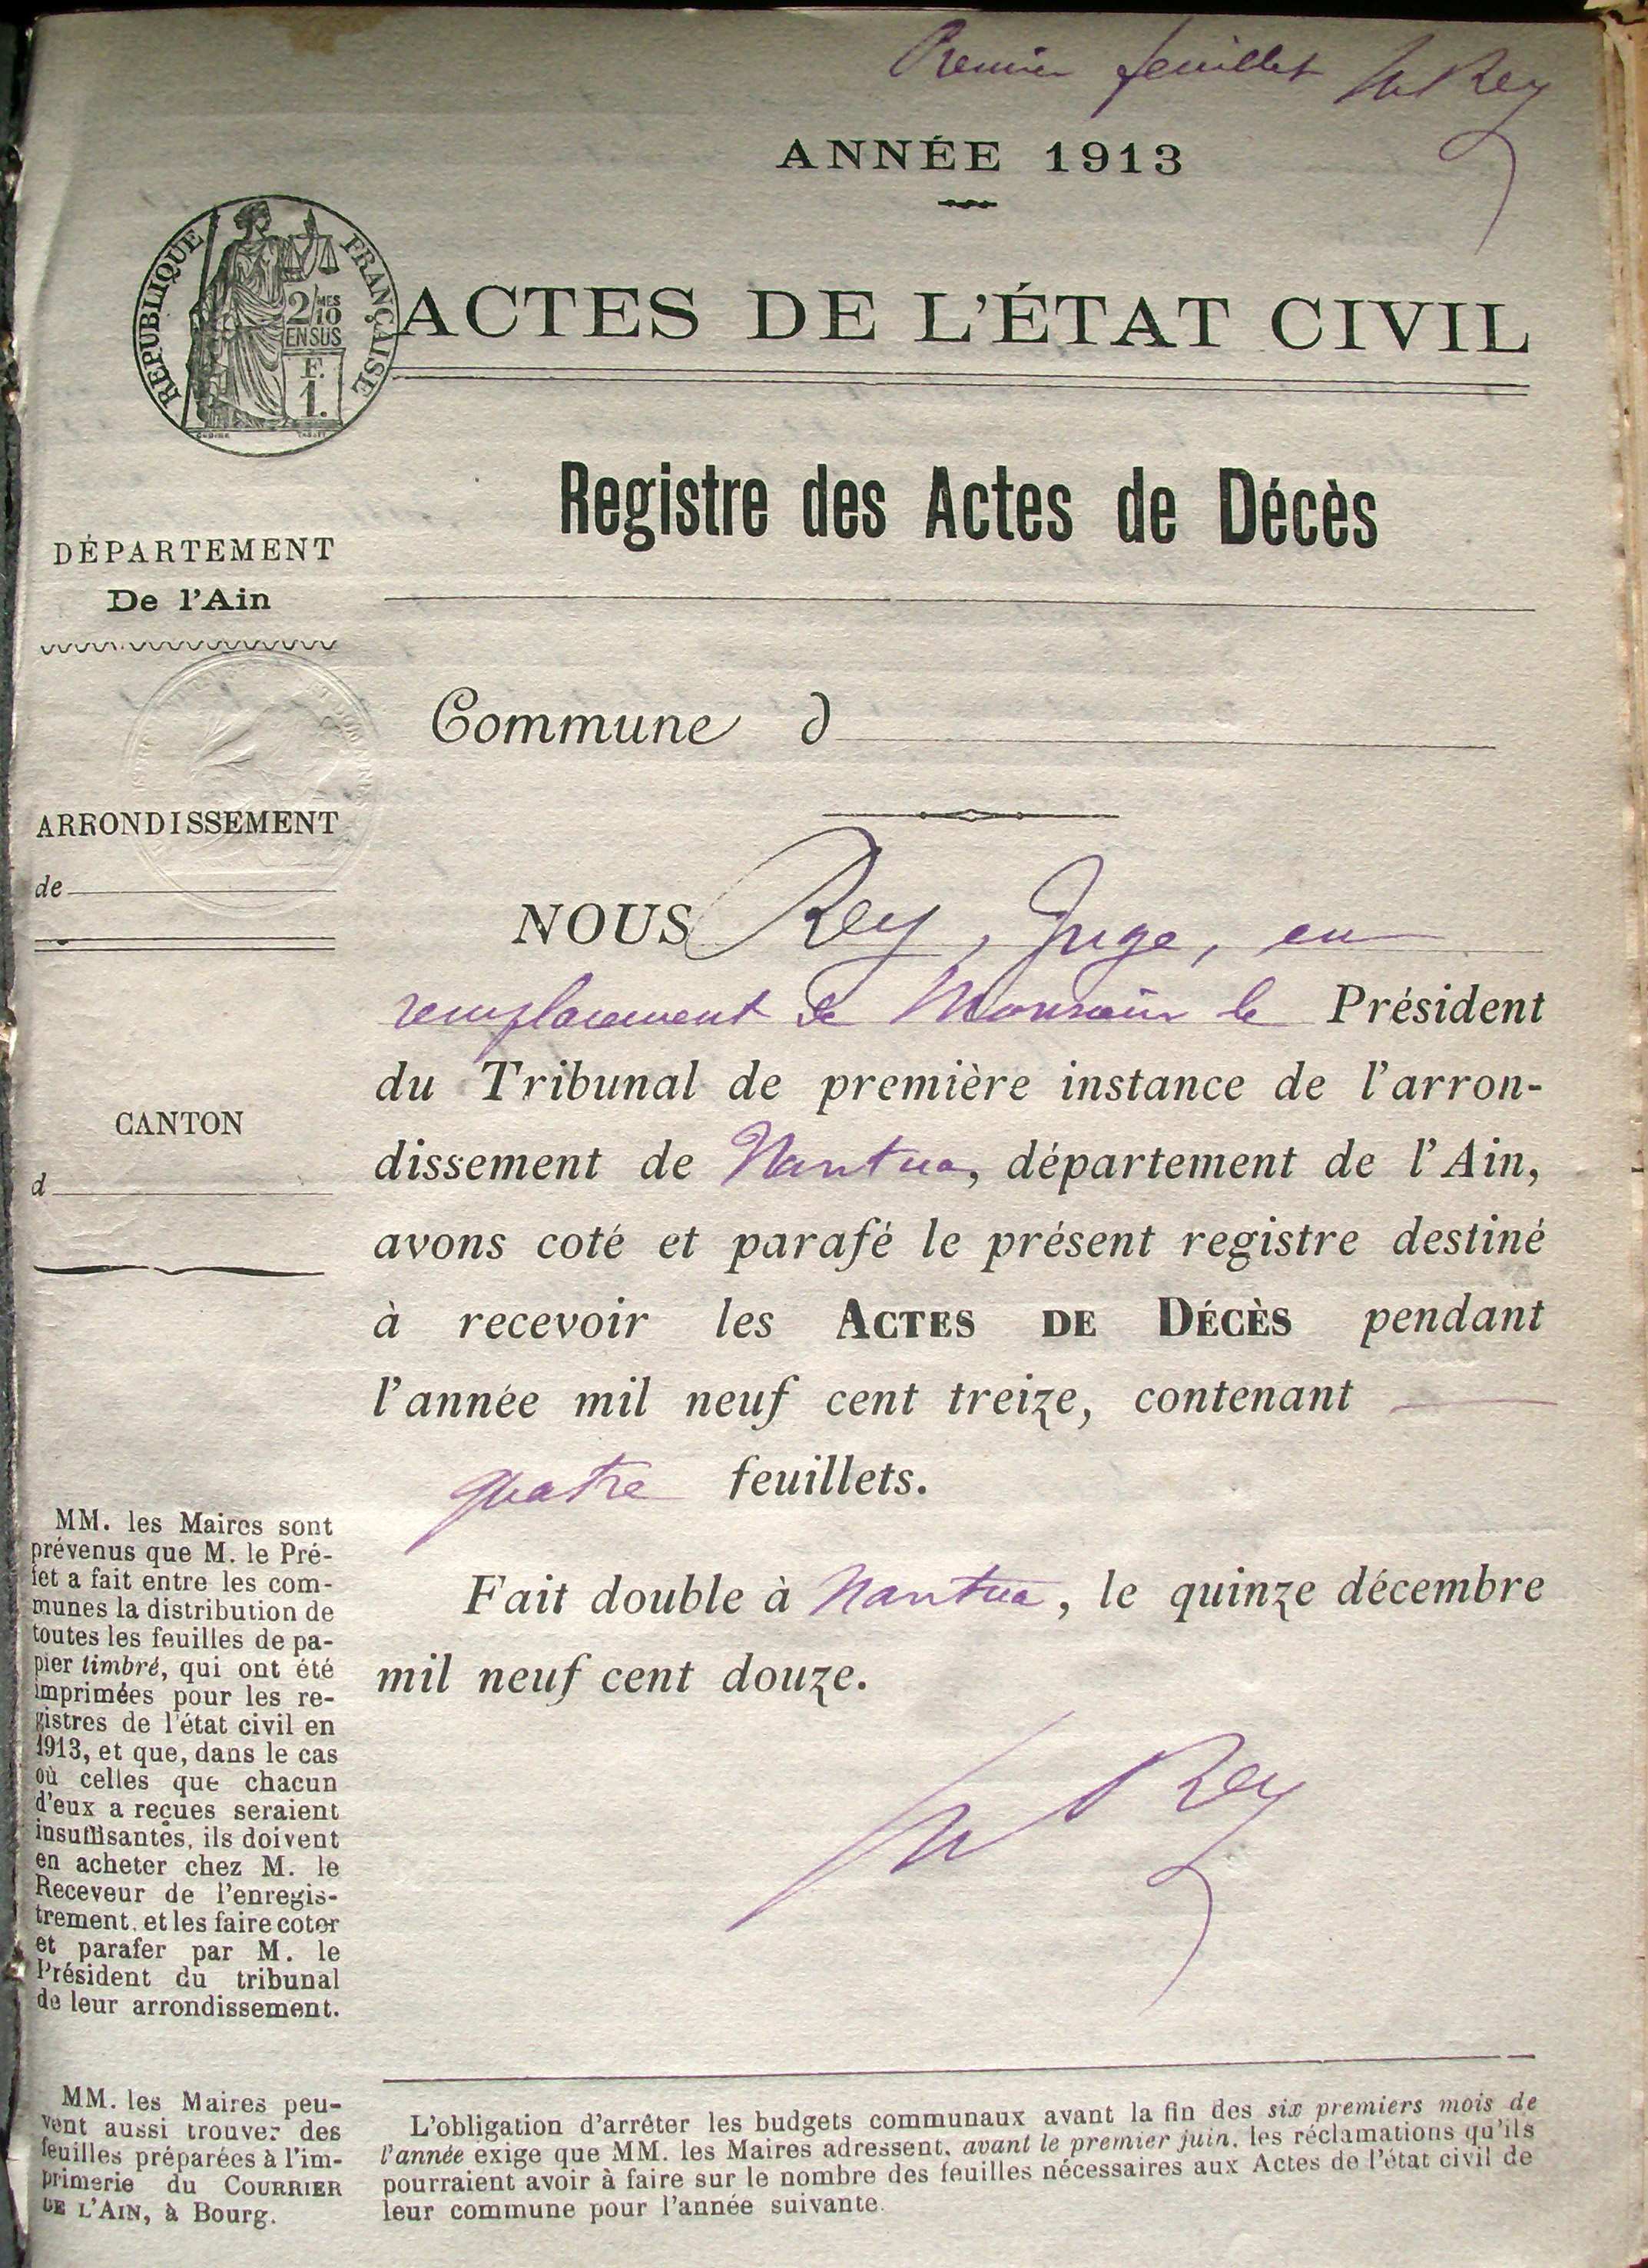 Premier feuillet Rey
ANNÉE 1913
RÉPUBLIQUE FRANÇAISE
2/10 MES
EN SUS
F.
1.
ACTES DE L'ÉTAT CIVIL
Registre des Actes de Décès
DÉPARTEMENT
De l'Ain
Commune d
ARRONDISSEMENT
de
CANTON
d
NOUS Rey, Juge, en
remplacement de Monsieur le Président
du Tribunal de première instance de l'arron-
dissement de Nantua, département de l'Ain,
avons coté et parafé le présent registre destiné
à recevoir les ACTES DE DÉCÈS pendant
l'année mil neuf cent treize, contenant
quatre feuillets.
Fait double à Nantua, le quinze décembre
mil neuf cent douze.
Rey
MM. les Maires sont
prévenus que M. le Pré-
fet a fait entre les com-
munes la distribution de
toutes les feuilles de pa-
pier timbré, qui ont été
imprimées pour les re-
gistres de l'état civil en
1913, et que, dans le cas
où celles que chacun
d'eux a reçues seraient
insuffisantes, ils doivent
en acheter chez M. le
Receveur de l'enregis-
trement, et les faire coter
et parafer par M. le
Président du tribunal
de leur arrondissement.
MM. les Maires peu-
vent aussi trouver des
feuilles préparées à l'im-
primerie du COURRIER
DE L'AIN, à Bourg.
L'obligation d'arrêter les budgets communaux avant la fin des six premiers mois de
l'année exige que MM. les Maires adressent, avant le premier juin, les réclamations qu'ils
pourraient avoir à faire sur le nombre des feuilles nécessaires aux Actes de l'état civil de
leur commune pour l'année suivante.